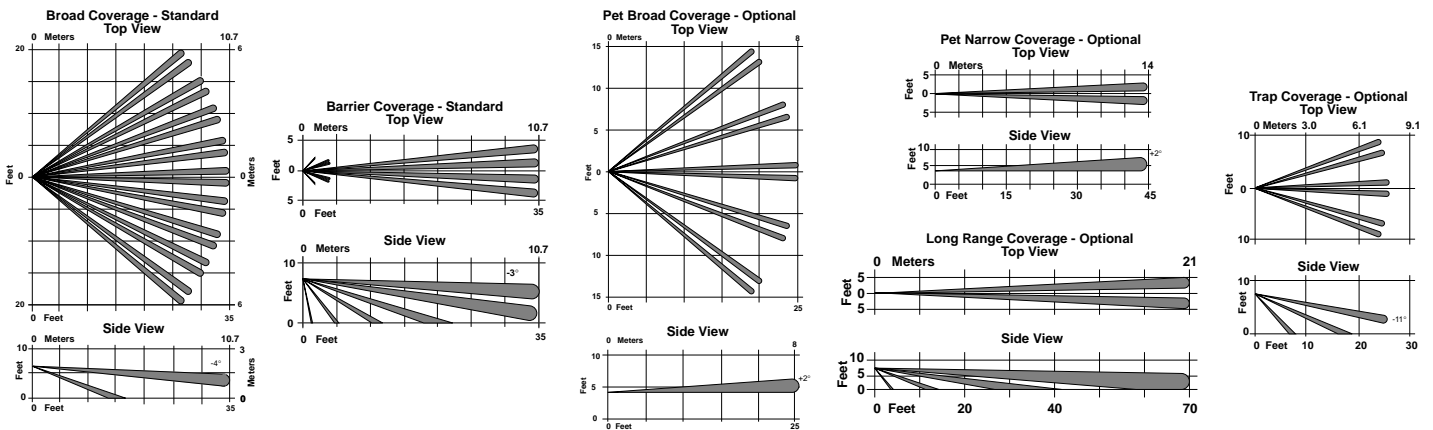 Broad Coverage - Standard
Top View
0 Meters 10.7
20 6
Feet
0 0
Meters
20 6
0 Feet 35
Side View
0 Meters 10.7
10 3
Feet
-4°
Meters
0 0
0 Feet 35
Barrier Coverage - Standard
Top View
0 Meters 10.7
5
Feet
0
5
0 Feet 35
Side View
0 Meters 10.7
10
-3°
Feet
0
0 Feet 35
Pet Broad Coverage - Optional
Top View
0 Meters 8
15
10
5
Feet
0
5
10
15
0 Feet 25
Side View
0 Meters 8
10
+2°
Feet
5
0
0 Feet 25
Pet Narrow Coverage - Optional
Top View
0 Meters 14
5
Feet
0
5
Side View
10
+2°
Feet
5
0
0 Feet 15 30 45
Long Range Coverage - Optional
Top View
0 Meters 21
5
Feet
0
5
Side View
10
Feet
5
0
0 Feet 20 40 70
Trap Coverage - Optional
Top View
0 Meters 3.0 6.1 9.1
10
Feet
0
10
Side View
10
Feet
-11°
0
0 Feet 10 20 30